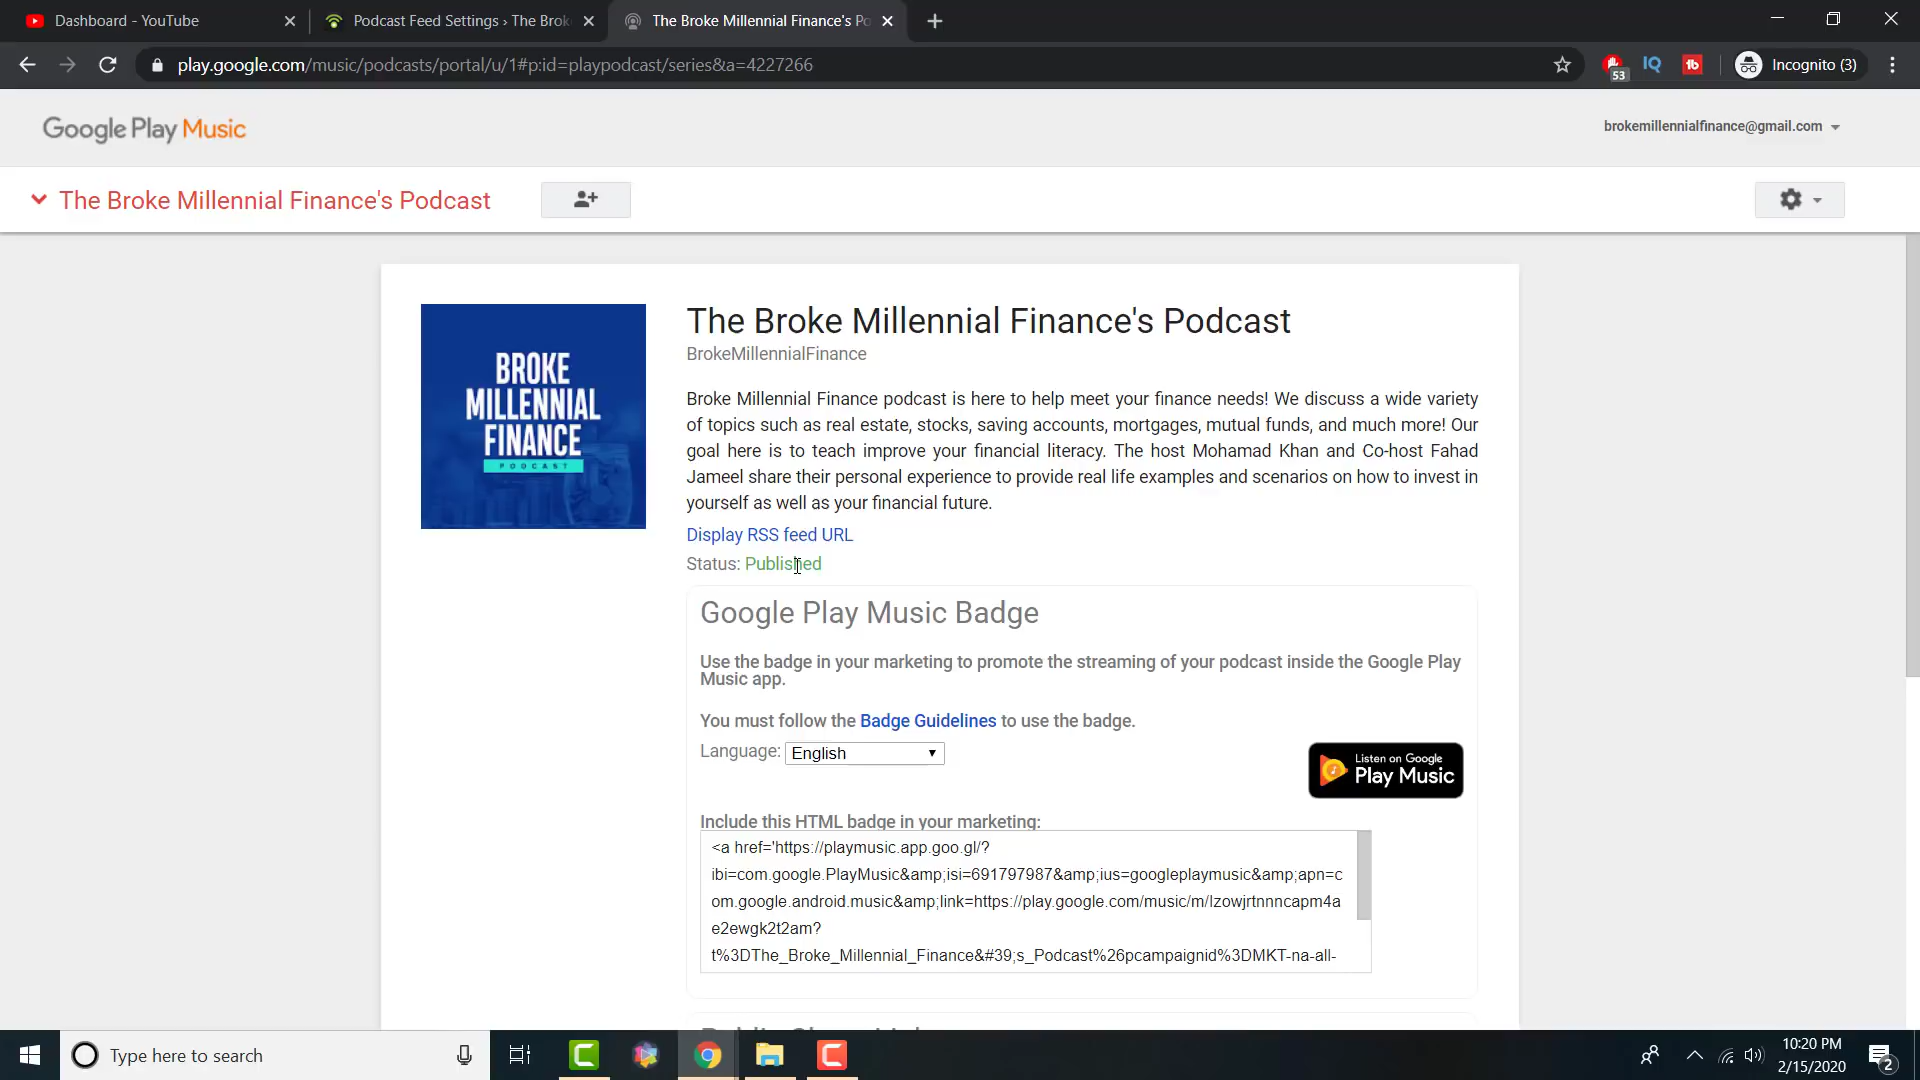 Dashboard - YouTube
Podcast Feed Settings › The Brok
The Broke Millennial Finance's Po
play.google.com/music/podcasts/portal/u/1#p:id=playpodcast/series&a=4227266
53
IQ
tb
Incognito (3)
Google Play Music
brokemillennialfinance@gmail.com
The Broke Millennial Finance's Podcast
BROKE
MILLENNIAL
FINANCE
PODCAST
The Broke Millennial Finance's Podcast
BrokeMillennialFinance
Broke Millennial Finance podcast is here to help meet your finance needs! We discuss a wide variety
of topics such as real estate, stocks, saving accounts, mortgages, mutual funds, and much more! Our
goal here is to teach improve your financial literacy. The host Mohamad Khan and Co-host Fahad
Jameel share their personal experience to provide real life examples and scenarios on how to invest in
yourself as well as your financial future.
Display RSS feed URL
Status: Published
Google Play Music Badge
Use the badge in your marketing to promote the streaming of your podcast inside the Google Play
Music app.
You must follow the Badge Guidelines to use the badge.
Language: English
Listen on Google
Play Music
Include this HTML badge in your marketing:
<a href='https://playmusic.app.goo.gl/?
ibi=com.google.PlayMusic&amp;isi=691797987&amp;ius=googleplaymusic&amp;apn=c
om.google.android.music&amp;link=https://play.google.com/music/m/Izowjrtnnncapm4a
e2ewgk2t2am?
t%3DThe_Broke_Millennial_Finance&#39;s_Podcast%26pcampaignid%3DMKT-na-all-
Type here to search
10:20 PM
2/15/2020
2